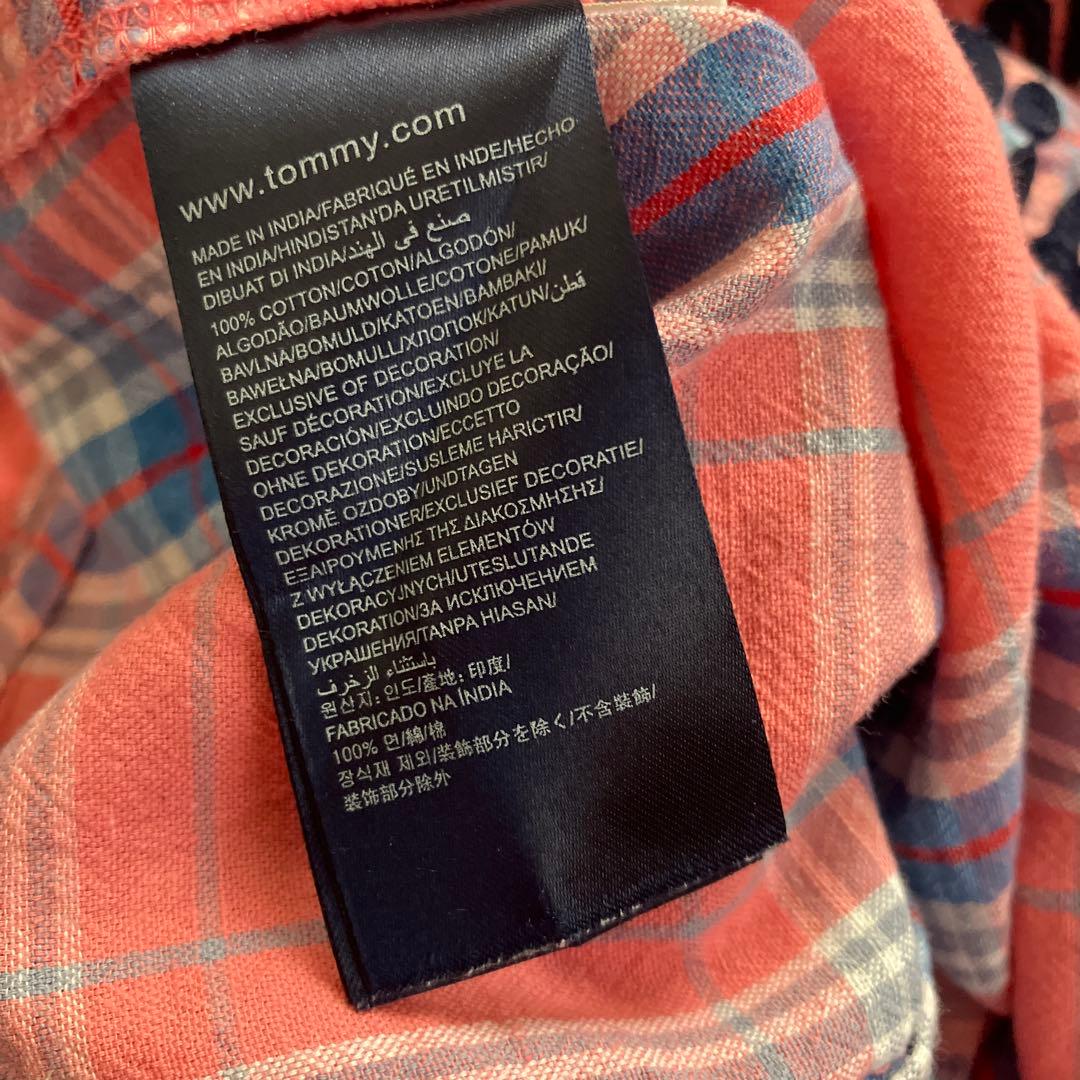 www.tommy.com
MADE IN INDIA/FABRIQUÉ EN INDE/HECHO
EN INDIA/HINDISTAN'DA URETILMISTIR/
DIBUAT DI INDIA/صنع في الهند
100% COTTON/COTON/ALGODÓN/
ALGODÃO/BAUMWOLLE/COTONE/PAMUK/
BAVLNA/BOMULD/KATOEN/BAMBAKI/
BAWEŁNA/BOMULL/ХЛОПОК/KATUN/قطن
EXCLUSIVE OF DECORATION/
SAUF DÉCORATION/EXCLUYE LA
DECORACIÓN/EXCLUINDO DECORAÇÃO/
OHNE DEKORATION/ECCETTO
DECORAZIONE/SUSLEME HARICTIR/
KROMĚ OZDOBY/UNDTAGEN
DEKORATIONER/EXCLUSIEF DECORATIE/
ΕΞΑΙΡΟΥΜΕΝΗΣ ΤΗΣ ΔΙΑΚΟΣΜΗΣΗΣ/
Z WYŁĄCZENIEM ELEMENTÓW
DEKORACYJNYCH/UTESLUTANDE
DEKORATION/ЗА ИСКЛЮЧЕНИЕМ
УКРАШЕНИЯ/TANPA HIASAN/
باستثناء الزخرف
원산지: 인도/產地: 印度/
FABRICADO NA ÍNDIA
100% 면/綿/棉
장식재 제외/装飾部分を除く/不含裝飾/
装饰部分除外